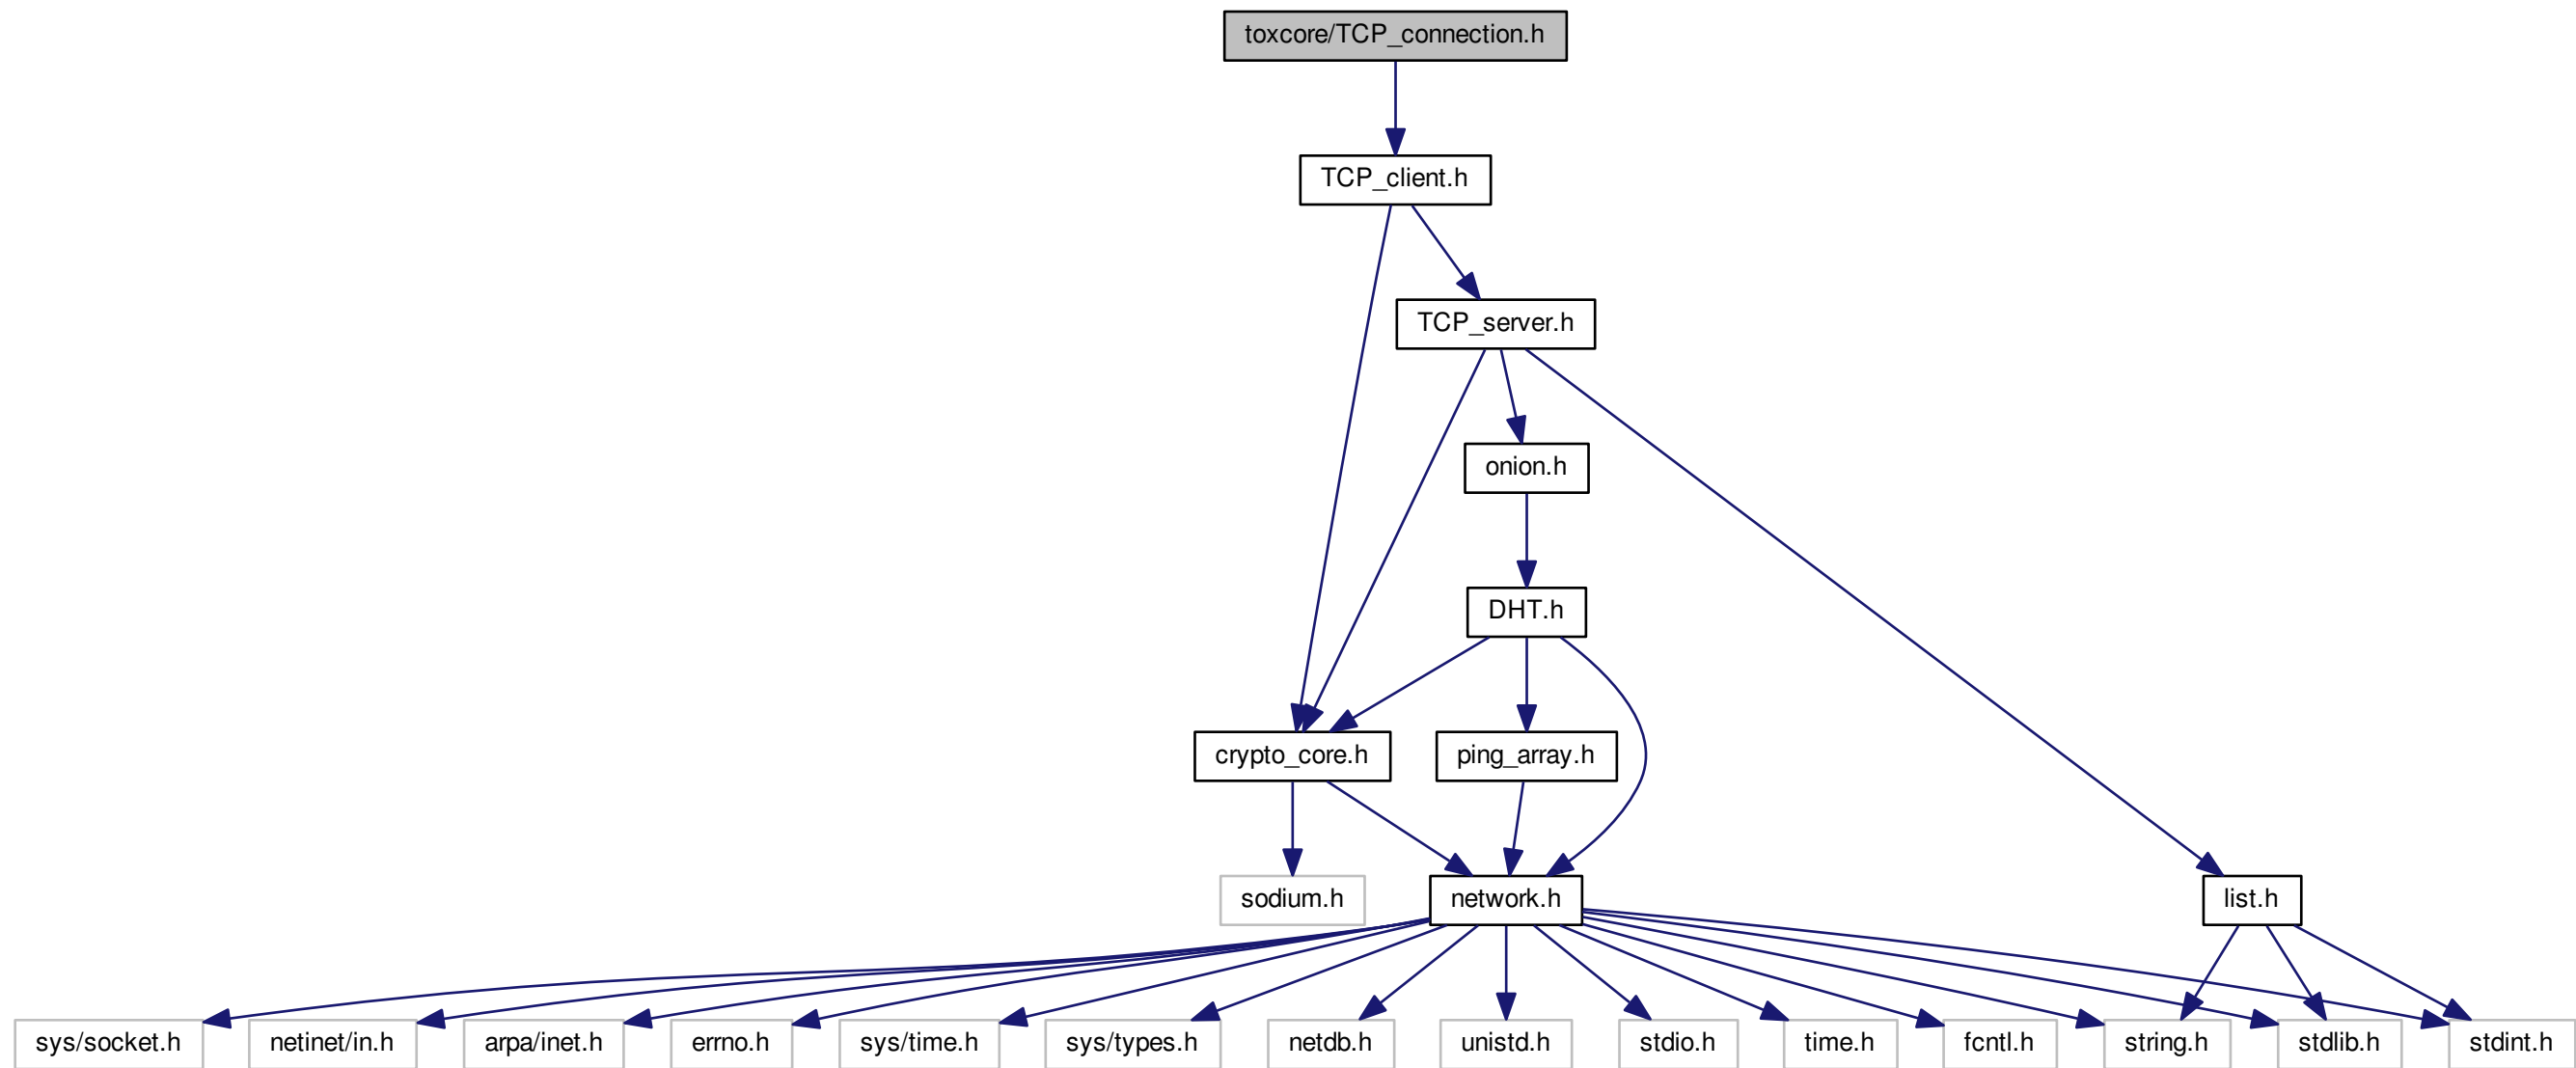 toxcore/TCP_connection.h
TCP_client.h
TCP_server.h
onion.h
DHT.h
crypto_core.h
ping_array.h
sodium.h
network.h
list.h
sys/socket.h
netinet/in.h
arpa/inet.h
errno.h
sys/time.h
sys/types.h
netdb.h
unistd.h
stdio.h
time.h
fcntl.h
string.h
stdlib.h
stdint.h